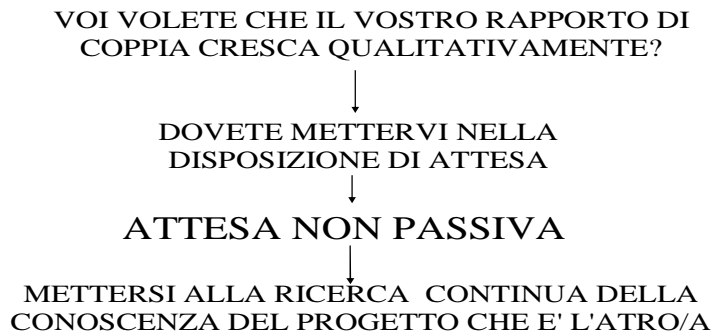 VOI VOLETE CHE IL VOSTRO RAPPORTO DI
COPPIA CRESCA QUALITATIVAMENTE?
DOVETE METTERVI NELLA
DISPOSIZIONE DI ATTESA
ATTESA NON PASSIVA
METTERSI ALLA RICERCA CONTINUA DELLA
CONOSCENZA DEL PROGETTO CHE E' L'ATRO/A